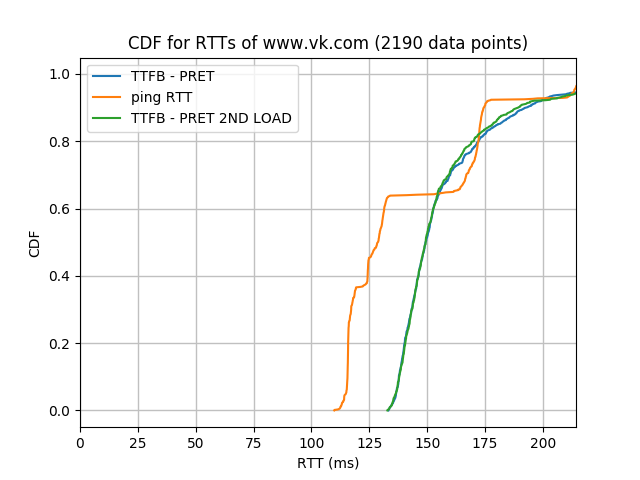 CDF for RTTs of www.vk.com (2190 data points)
TTFB - PRET
ping RTT
TTFB - PRET 2ND LOAD
1.0
0.8
0.6
0.4
0.2
0.0
CDF
0 25 50 75 100 125 150 175 200
RTT (ms)